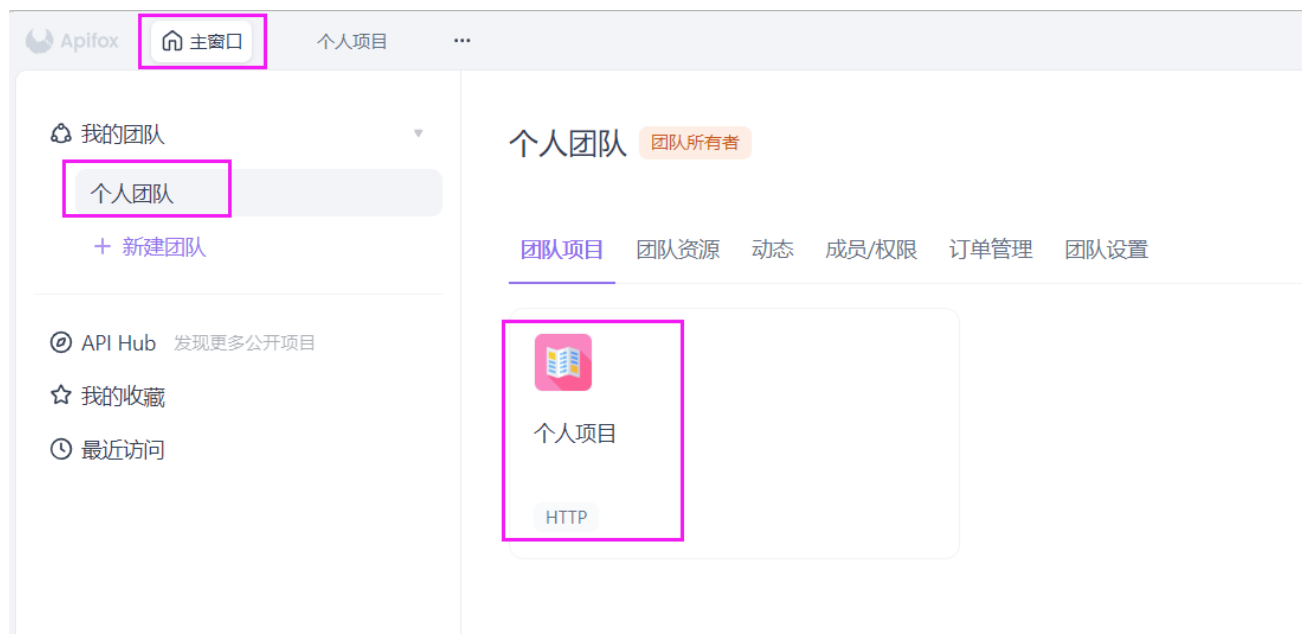 Apifox 主窗口 个人项目 ...
我的团队
个人团队
+ 新建团队
API Hub 发现更多公开项目
我的收藏
最近访问
个人团队 团队所有者
团队项目 团队资源 动态 成员/权限 订单管理 团队设置
个人项目
HTTP